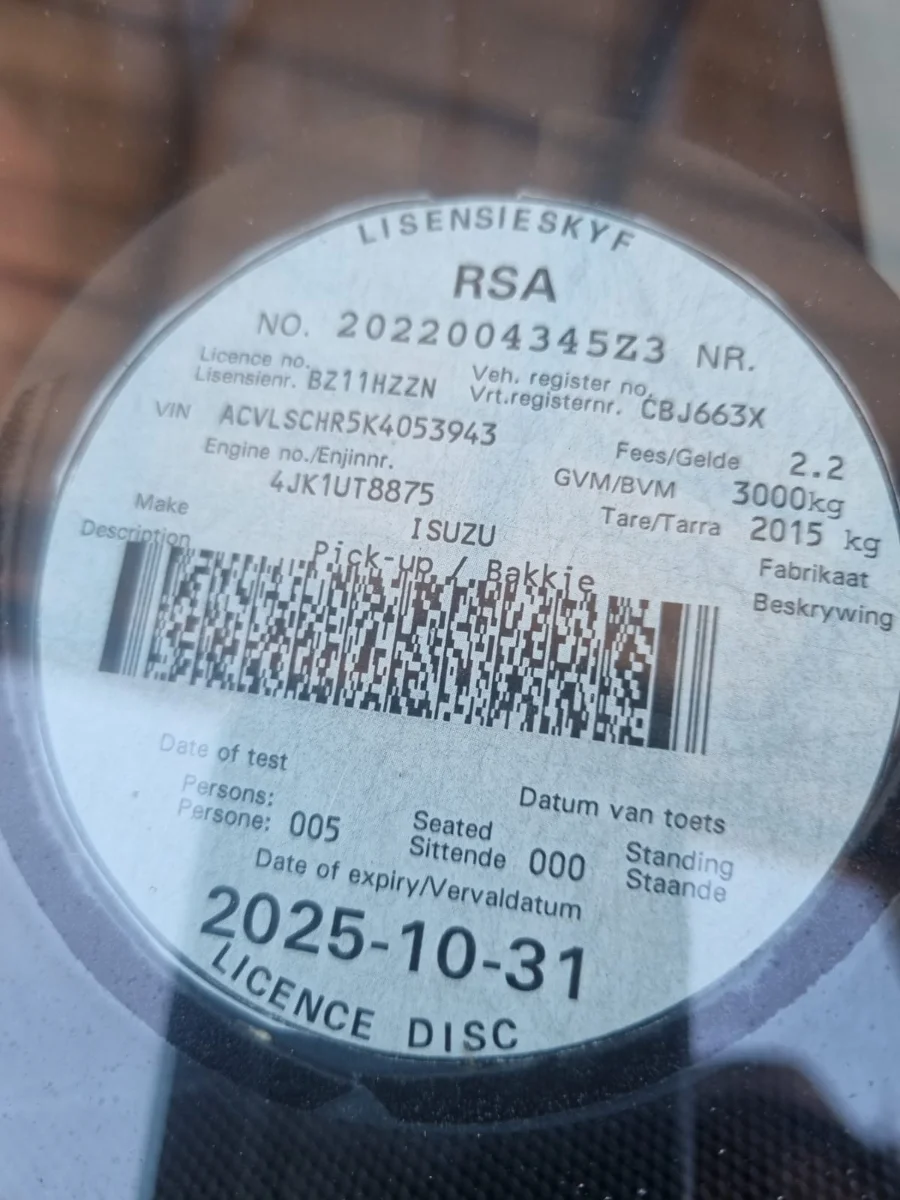 LISENSIESKYF
RSA
NO. 2022004345Z3 NR.
Licence no. Veh. register no.
Lisensienr. BZ11HZZN Vrt.registernr. CBJ663X
VIN ACVLSCHR5K4053943 Fees/Gelde 2.2
Engine no./Enjinnr. GVM/BVM 3000kg
4JK1UT8875 Tare/Tarra 2015 kg
Make ISUZU Fabrikaat
Description Pick-up / Bakkie Beskrywing
Date of test Datum van toets
Persons: Seated Standing
Persone: 005 Sittende 000 Staande
Date of expiry/Vervaldatum
2025-10-31
LICENCE DISC